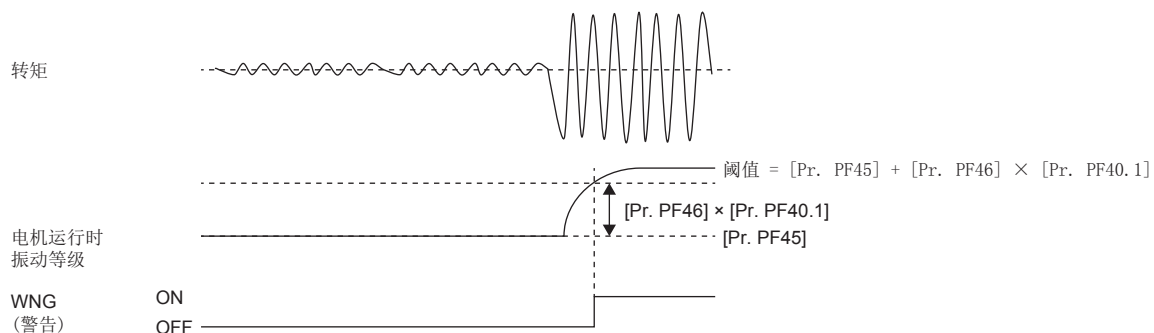 转矩
阈值 = [Pr. PF45] + [Pr. PF46] × [Pr. PF40.1]
[Pr. PF46] × [Pr. PF40.1]
[Pr. PF45]
电机运行时
振动等级
WNG
(警告)
ON
OFF